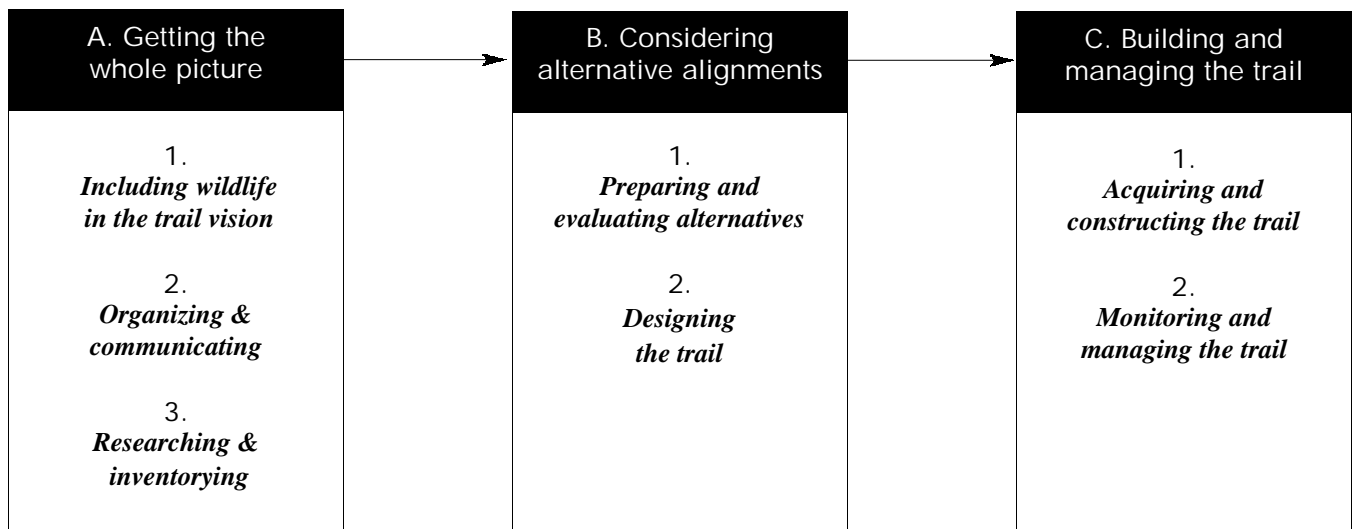 A. Getting the
whole picture
1.
Including wildlife
in the trail vision
2.
Organizing &
communicating
3.
Researching &
inventorying
B. Considering
alternative alignments
1.
Preparing and
evaluating alternatives
2.
Designing
the trail
C. Building and
managing the trail
1.
Acquiring and
constructing the trail
2.
Monitoring and
managing the trail